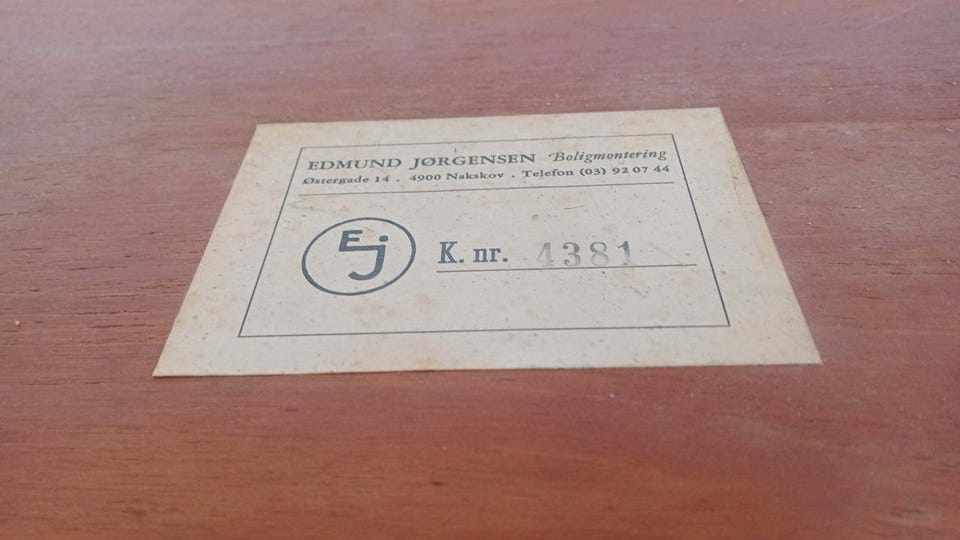 EDMUND JØRGENSEN Boligmontering
Østergade 14 . 4900 Nakskov . Telefon (03) 92 07 44
EJ
K. nr. 4381